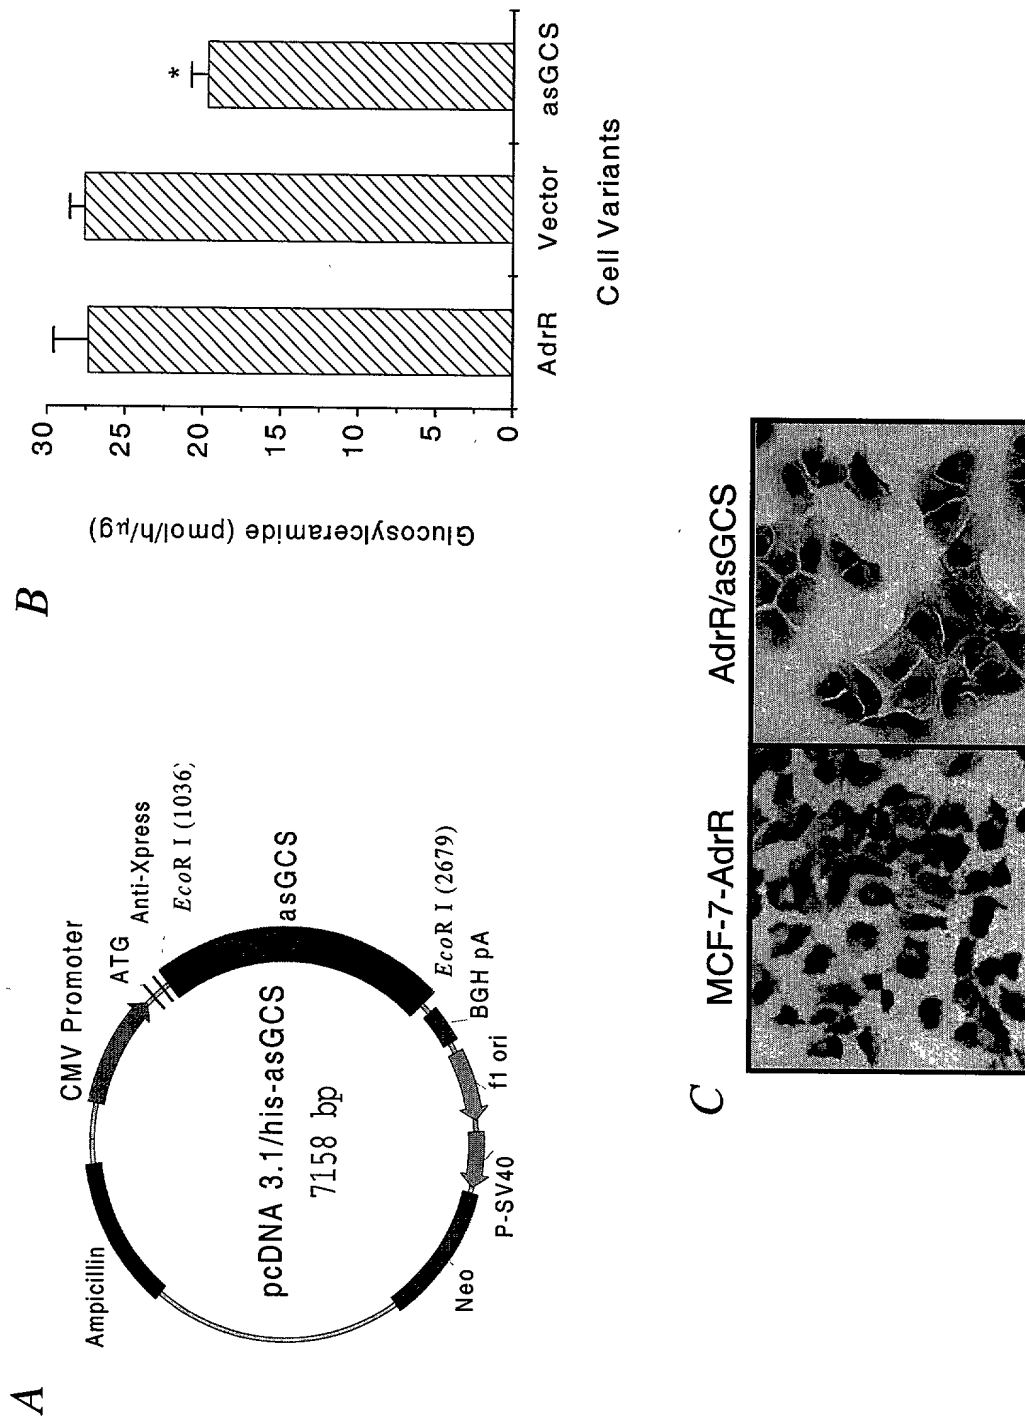 A
Ampicillin
CMV Promoter
ATG
Anti-Xpress
EcoR I (1036)
pcDNA 3.1/his-asGCS
7158 bp
asGCS
EcoR I (2679)
BGH pA
f1 ori
P-SV40
Neo
B
Glucosylceramide (pmol/h/μg)
30
25
20
15
10
5
0
*
AdrR Vector asGCS
Cell Variants
C
MCF-7-AdrR AdrR/asGCS